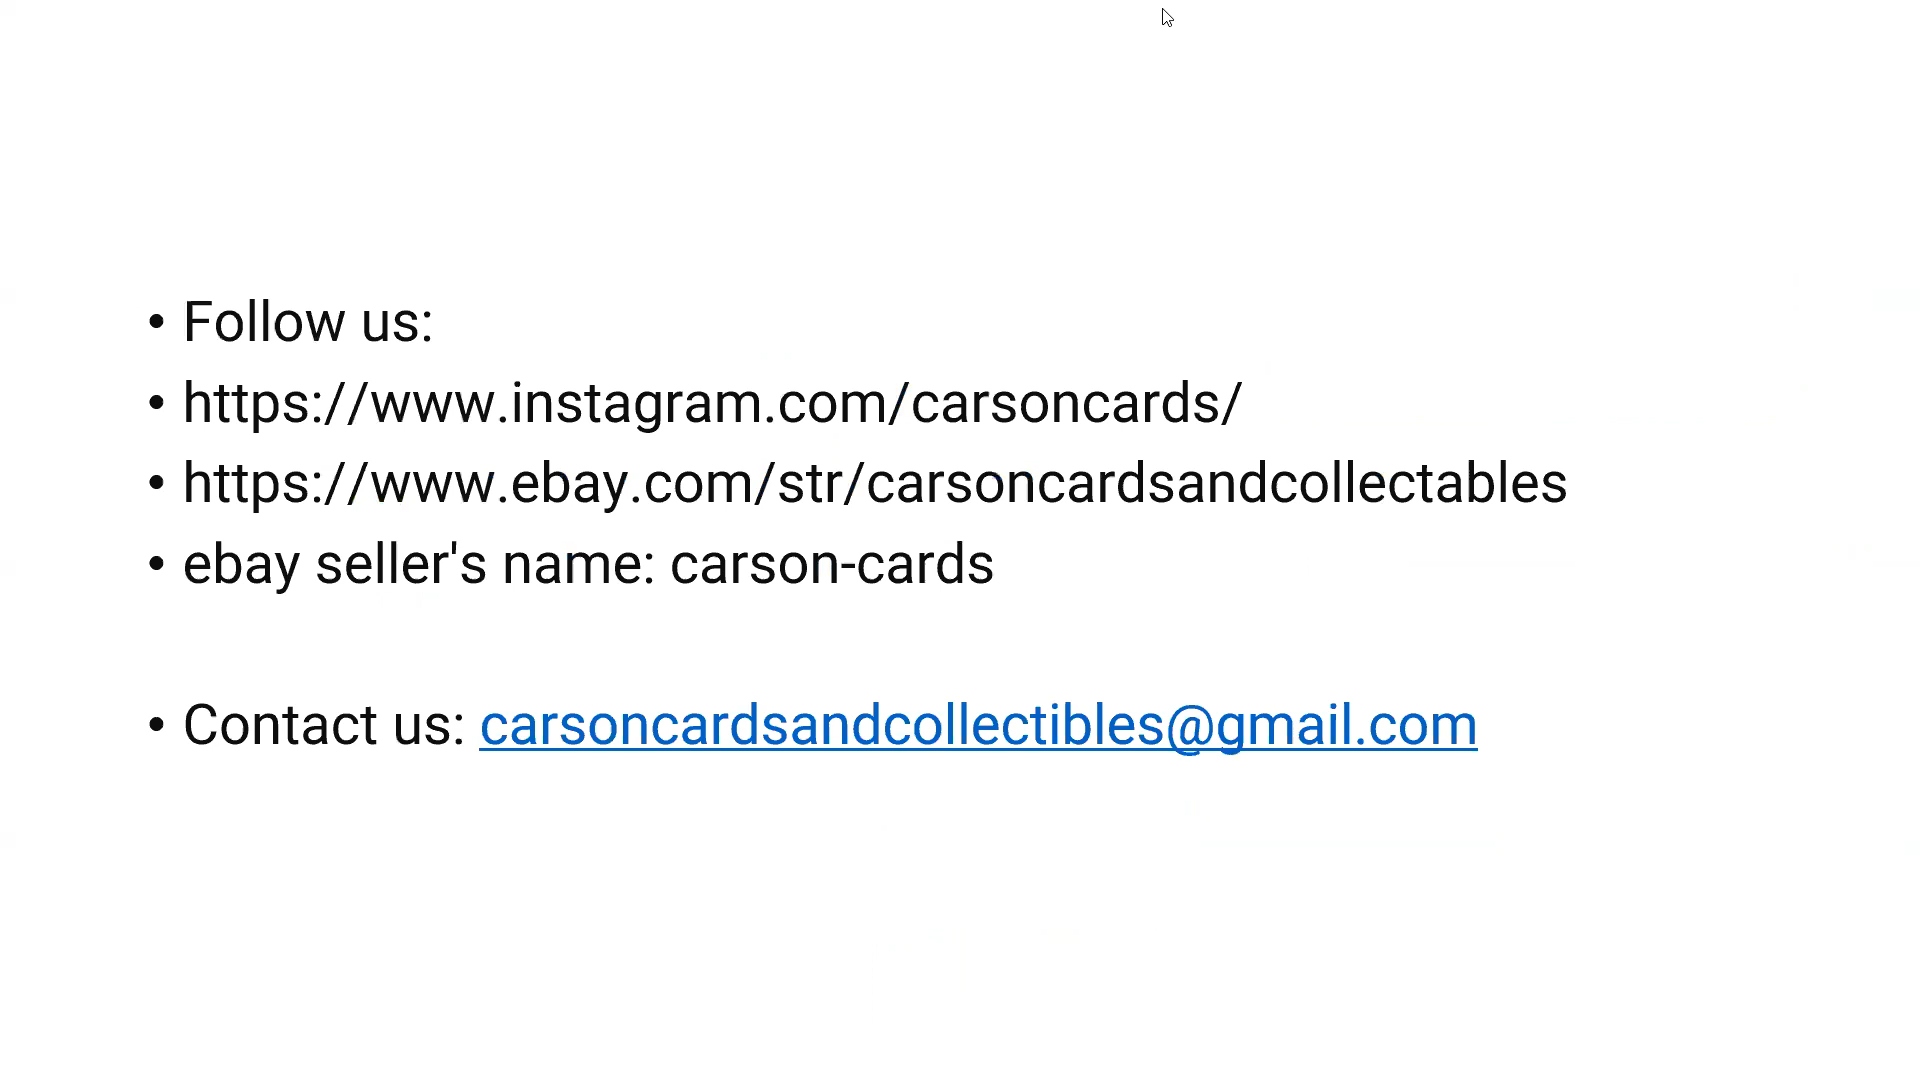 • Follow us:
• https://www.instagram.com/carsoncards/
• https://www.ebay.com/str/carsoncardsandcollectables
• ebay seller's name: carson-cards
• Contact us: carsoncardsandcollectibles@gmail.com